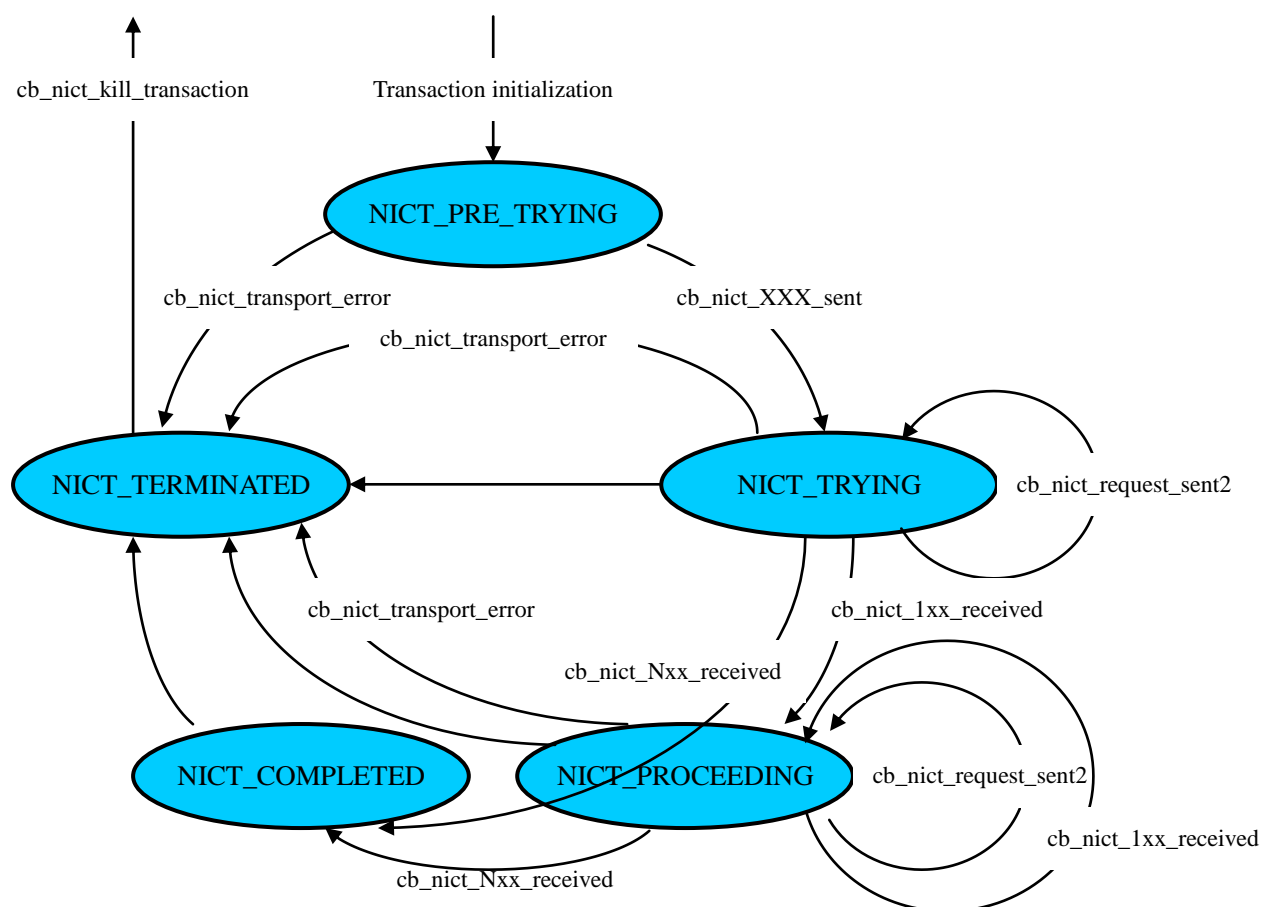 cb_nict_kill_transaction
Transaction initialization
NICT_PRE_TRYING
cb_nict_transport_error
cb_nict_XXX_sent
cb_nict_transport_error
NICT_TERMINATED
NICT_TRYING
cb_nict_request_sent2
cb_nict_transport_error
cb_nict_1xx_received
cb_nict_Nxx_received
NICT_COMPLETED
NICT_PROCEEDING
cb_nict_request_sent2
cb_nict_1xx_received
cb_nict_Nxx_received